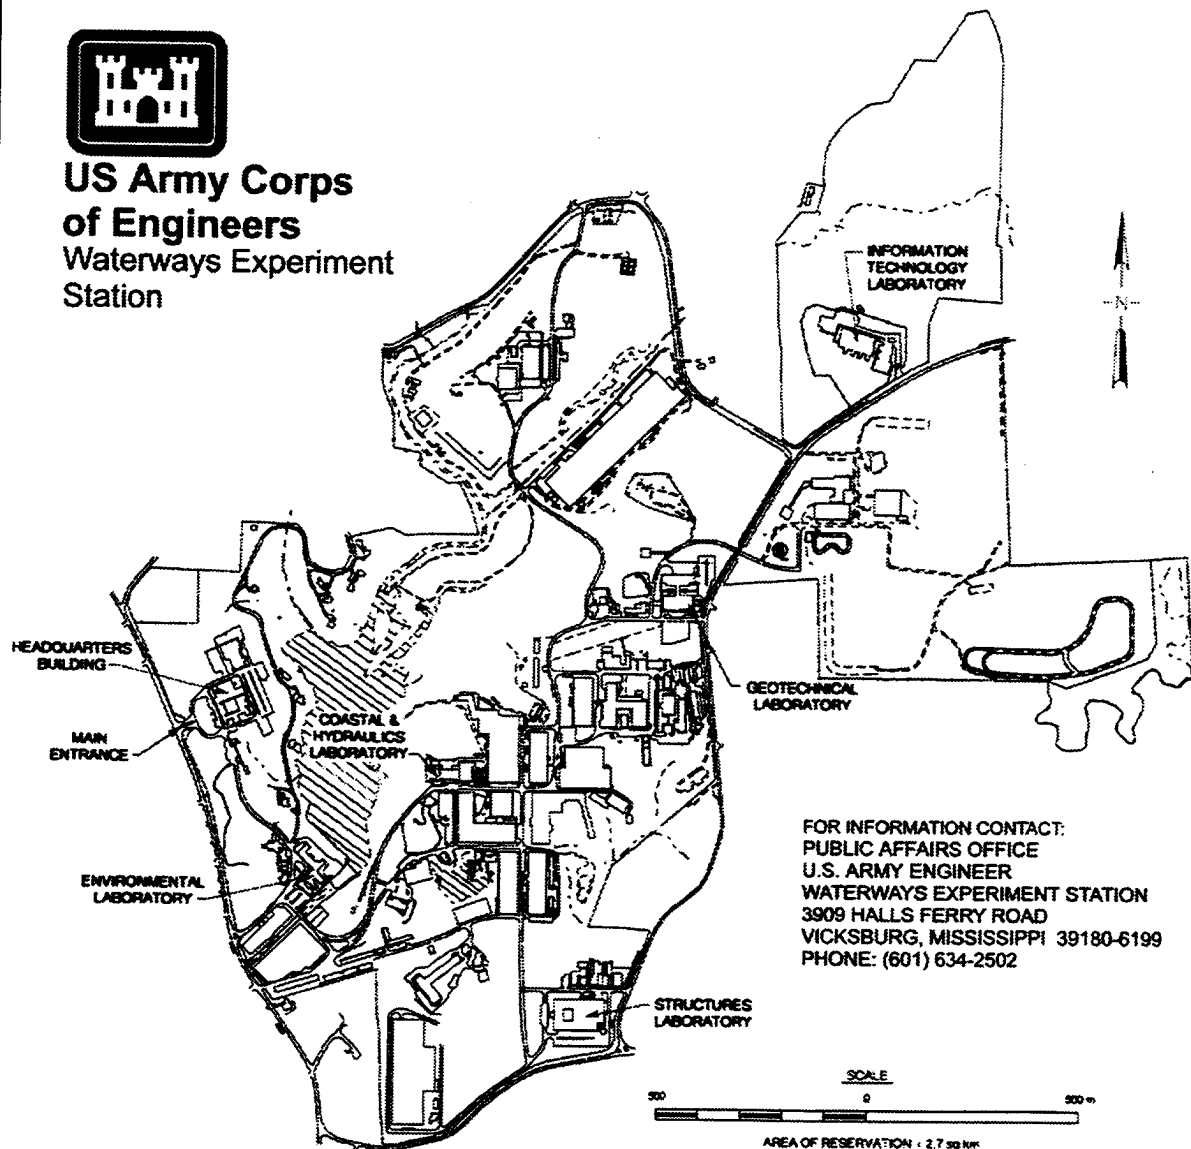 US Army Corps
of Engineers
Waterways Experiment
Station
INFORMATION
TECHNOLOGY
LABORATORY
N
HEADQUARTERS
BUILDING
MAIN
ENTRANCE
COASTAL &
HYDRAULICS
LABORATORY
GEOTECHNICAL
LABORATORY
ENVIRONMENTAL
LABORATORY
STRUCTURES
LABORATORY
FOR INFORMATION CONTACT:
PUBLIC AFFAIRS OFFICE
U.S. ARMY ENGINEER
WATERWAYS EXPERIMENT STATION
3909 HALLS FERRY ROAD
VICKSBURG, MISSISSIPPI 39180-6199
PHONE: (601) 634-2502
SCALE
500 0 500 m
AREA OF RESERVATION : 2.7 sq km